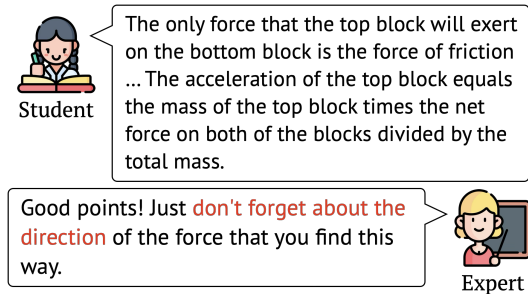 The only force that the top block will exert
on the bottom block is the force of friction
... The acceleration of the top block equals
the mass of the top block times the net
force on both of the blocks divided by the
total mass.
Student
Good points! Just don't forget about the
direction of the force that you find this
way.
Expert